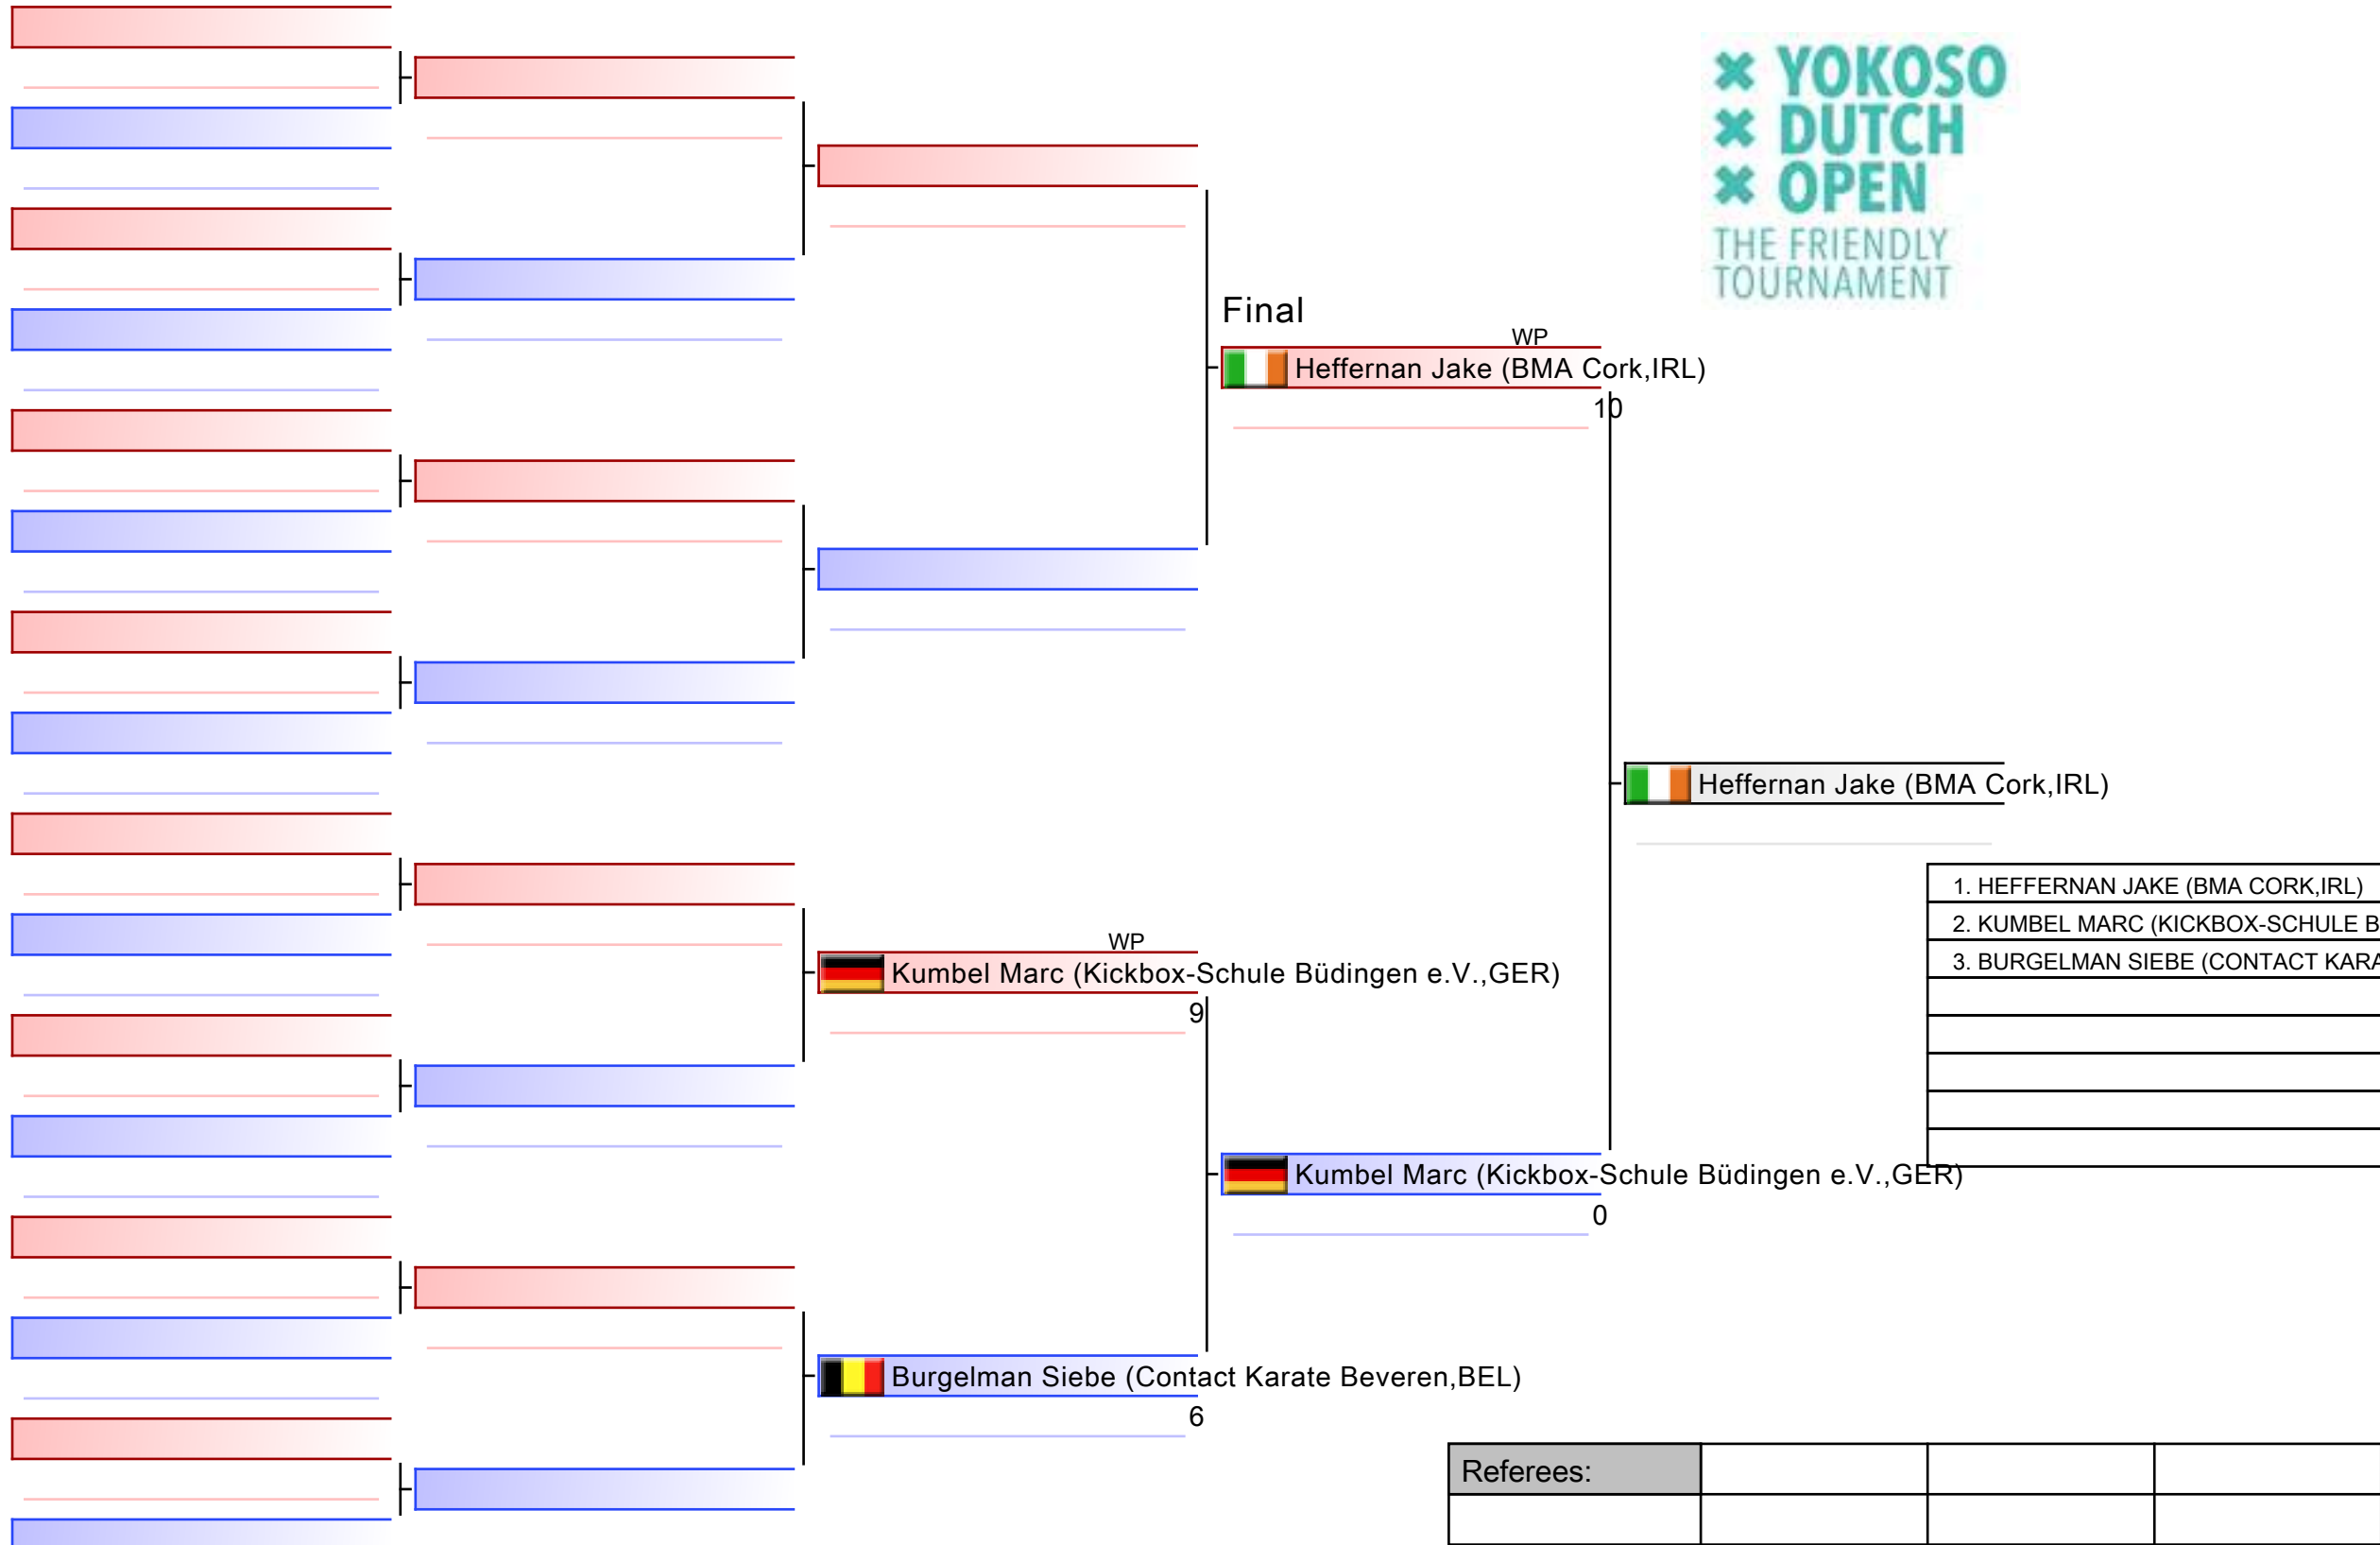 YOKOSO
DUTCH
OPEN
THE FRIENDLY
TOURNAMENT
Final
WP
Heffernan Jake (BMA Cork,IRL)
10
Heffernan Jake (BMA Cork,IRL)
1. HEFFERNAN JAKE (BMA CORK,IRL)
2. KUMBEL MARC (KICKBOX-SCHULE B
3. BURGELMAN SIEBE (CONTACT KARA
WP
Kumbel Marc (Kickbox-Schule Büdingen e.V.,GER)
9
Kumbel Marc (Kickbox-Schule Büdingen e.V.,GER)
0
Burgelman Siebe (Contact Karate Beveren,BEL)
6
Referees: